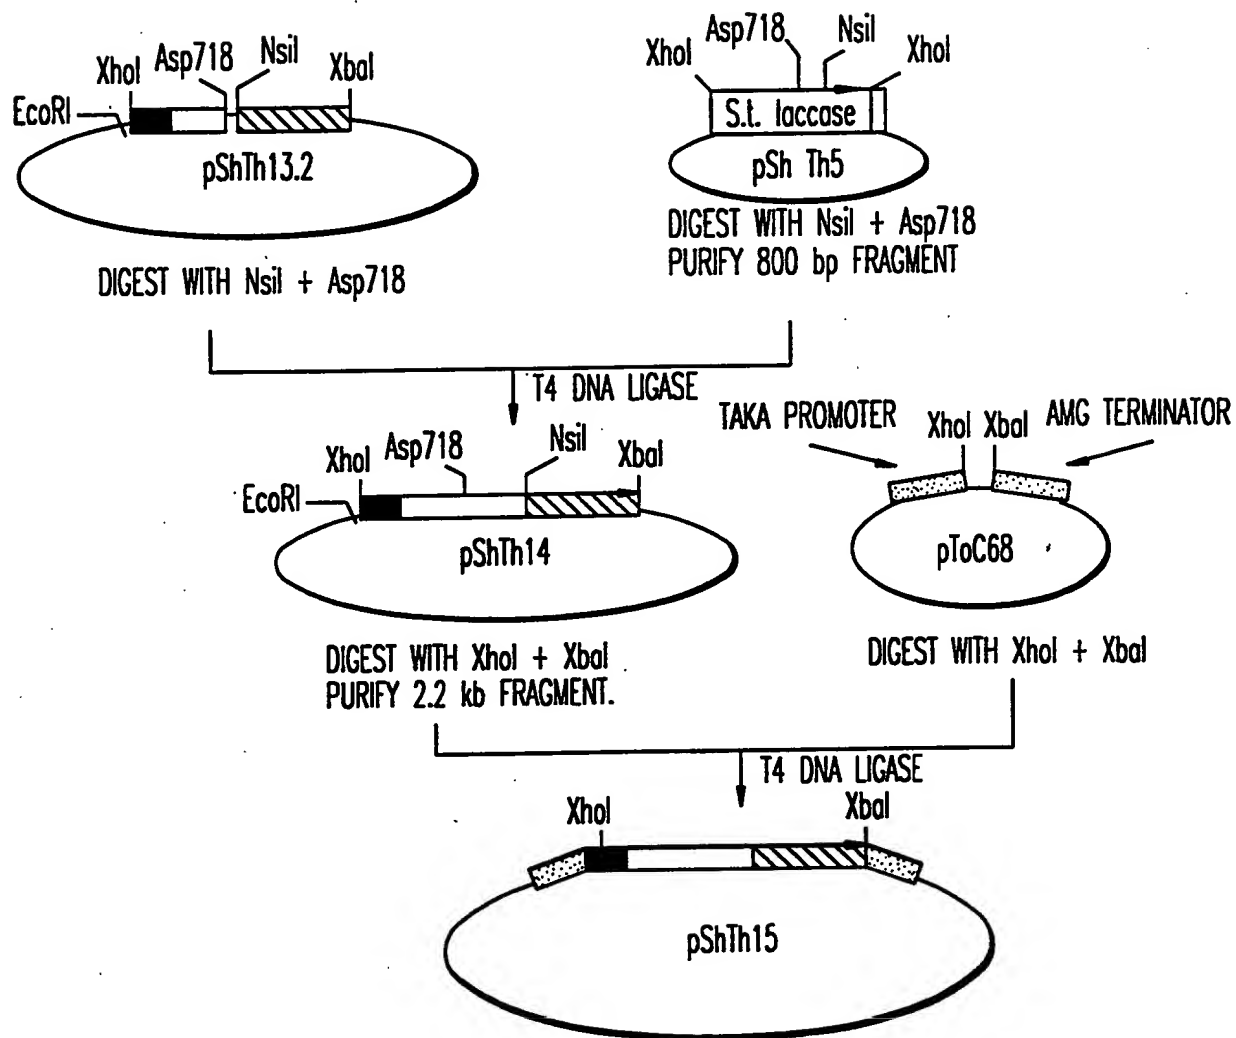 XhoI Asp718 NsiI XbaI
EcoRI
pShTh13.2
DIGEST WITH NsiI + Asp718
XhoI Asp718 NsiI XhoI
S.t. laccase
pSh Th5
DIGEST WITH NsiI + Asp718
PURIFY 800 bp FRAGMENT
T4 DNA LIGASE
XhoI Asp718 NsiI XbaI
EcoRI
pShTh14
DIGEST WITH XhoI + XbaI
PURIFY 2.2 kb FRAGMENT.
TAKA PROMOTER
XhoI XbaI
AMG TERMINATOR
pToC68
DIGEST WITH XhoI + XbaI
T4 DNA LIGASE
XhoI XbaI
pShTh15